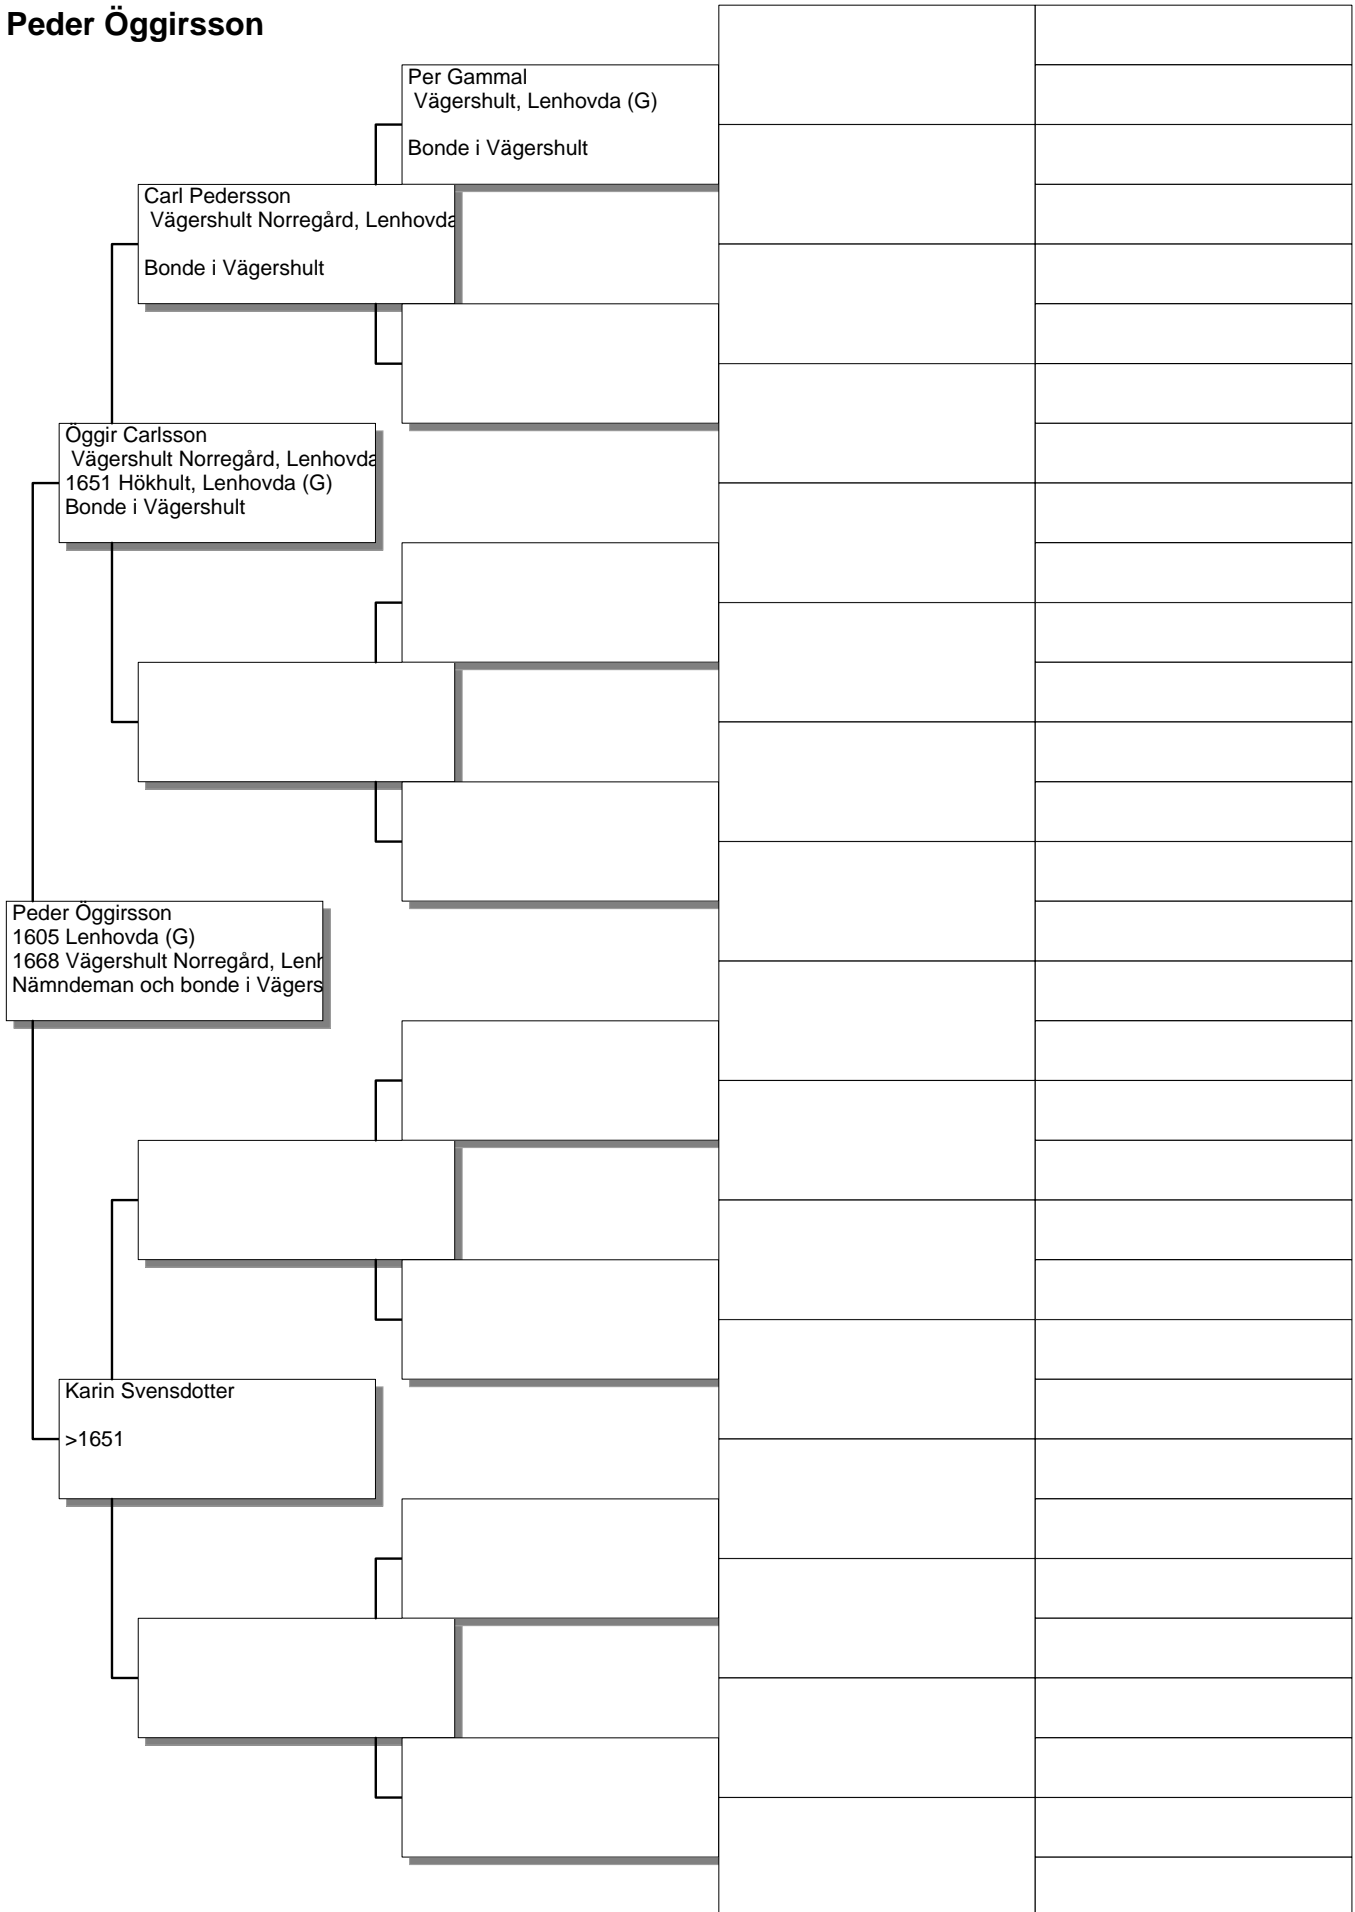 Peder Öggirsson
Per Gammal
Vägershult, Lenhovda (G)
Bonde i Vägershult
Carl Pedersson
Vägershult Norregård, Lenhovda
Bonde i Vägershult
Öggir Carlsson
Vägershult Norregård, Lenhovda
1651 Hökhult, Lenhovda (G)
Bonde i Vägershult
Peder Öggirsson
1605 Lenhovda (G)
1668 Vägershult Norregård, Lenh
Nämndeman och bonde i Vägers
Karin Svensdotter
>1651